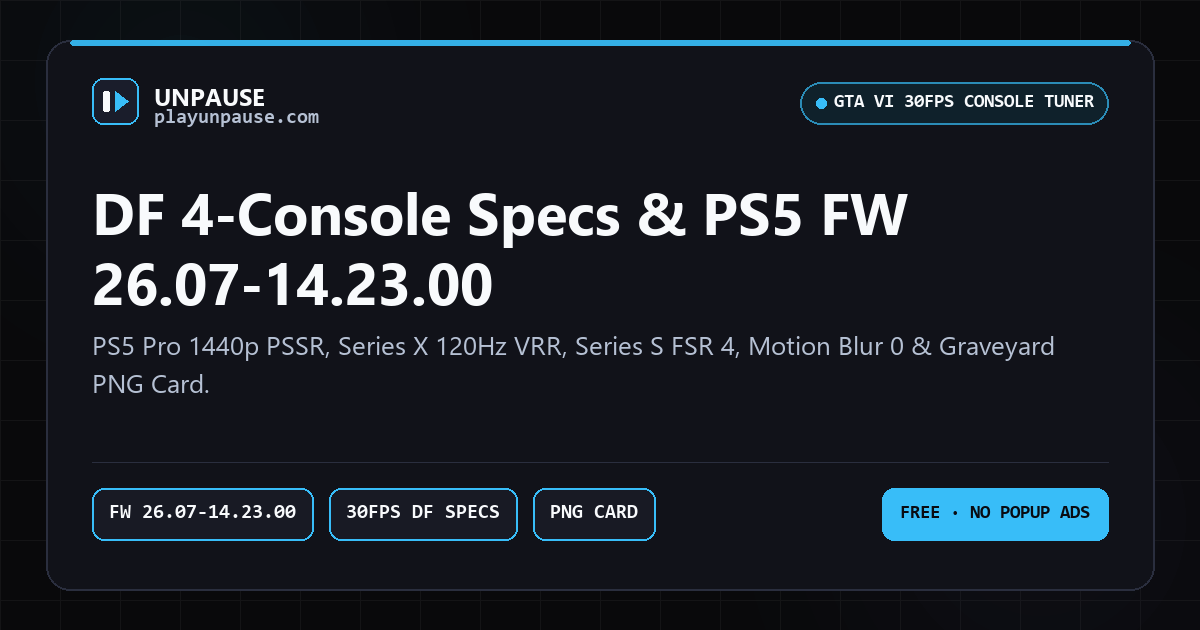 UNPAUSE
playunpause.com
GTA VI 30FPS CONSOLE TUNER
DF 4-Console Specs & PS5 FW
26.07-14.23.00
PS5 Pro 1440p PSSR, Series X 120Hz VRR, Series S FSR 4, Motion Blur 0 & Graveyard
PNG Card.
FW 26.07-14.23.00
30FPS DF SPECS
PNG CARD
FREE · NO POPUP ADS